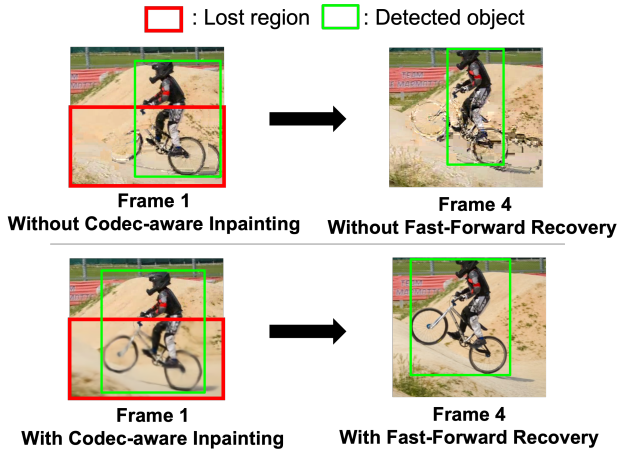 : Lost region : Detected object
Frame 1
Without Codec-aware Inpainting
Frame 4
Without Fast-Forward Recovery
Frame 1
With Codec-aware Inpainting
Frame 4
With Fast-Forward Recovery